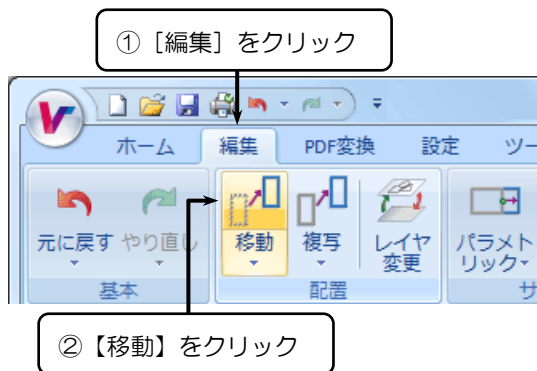 ① ［編集］をクリック
ホーム 編集 PDF変換 設定 ツー
元に戻す やり直し 移動 複写 レイヤ変更 パラメトリック
基本 配置 サ
② 【移動】をクリック